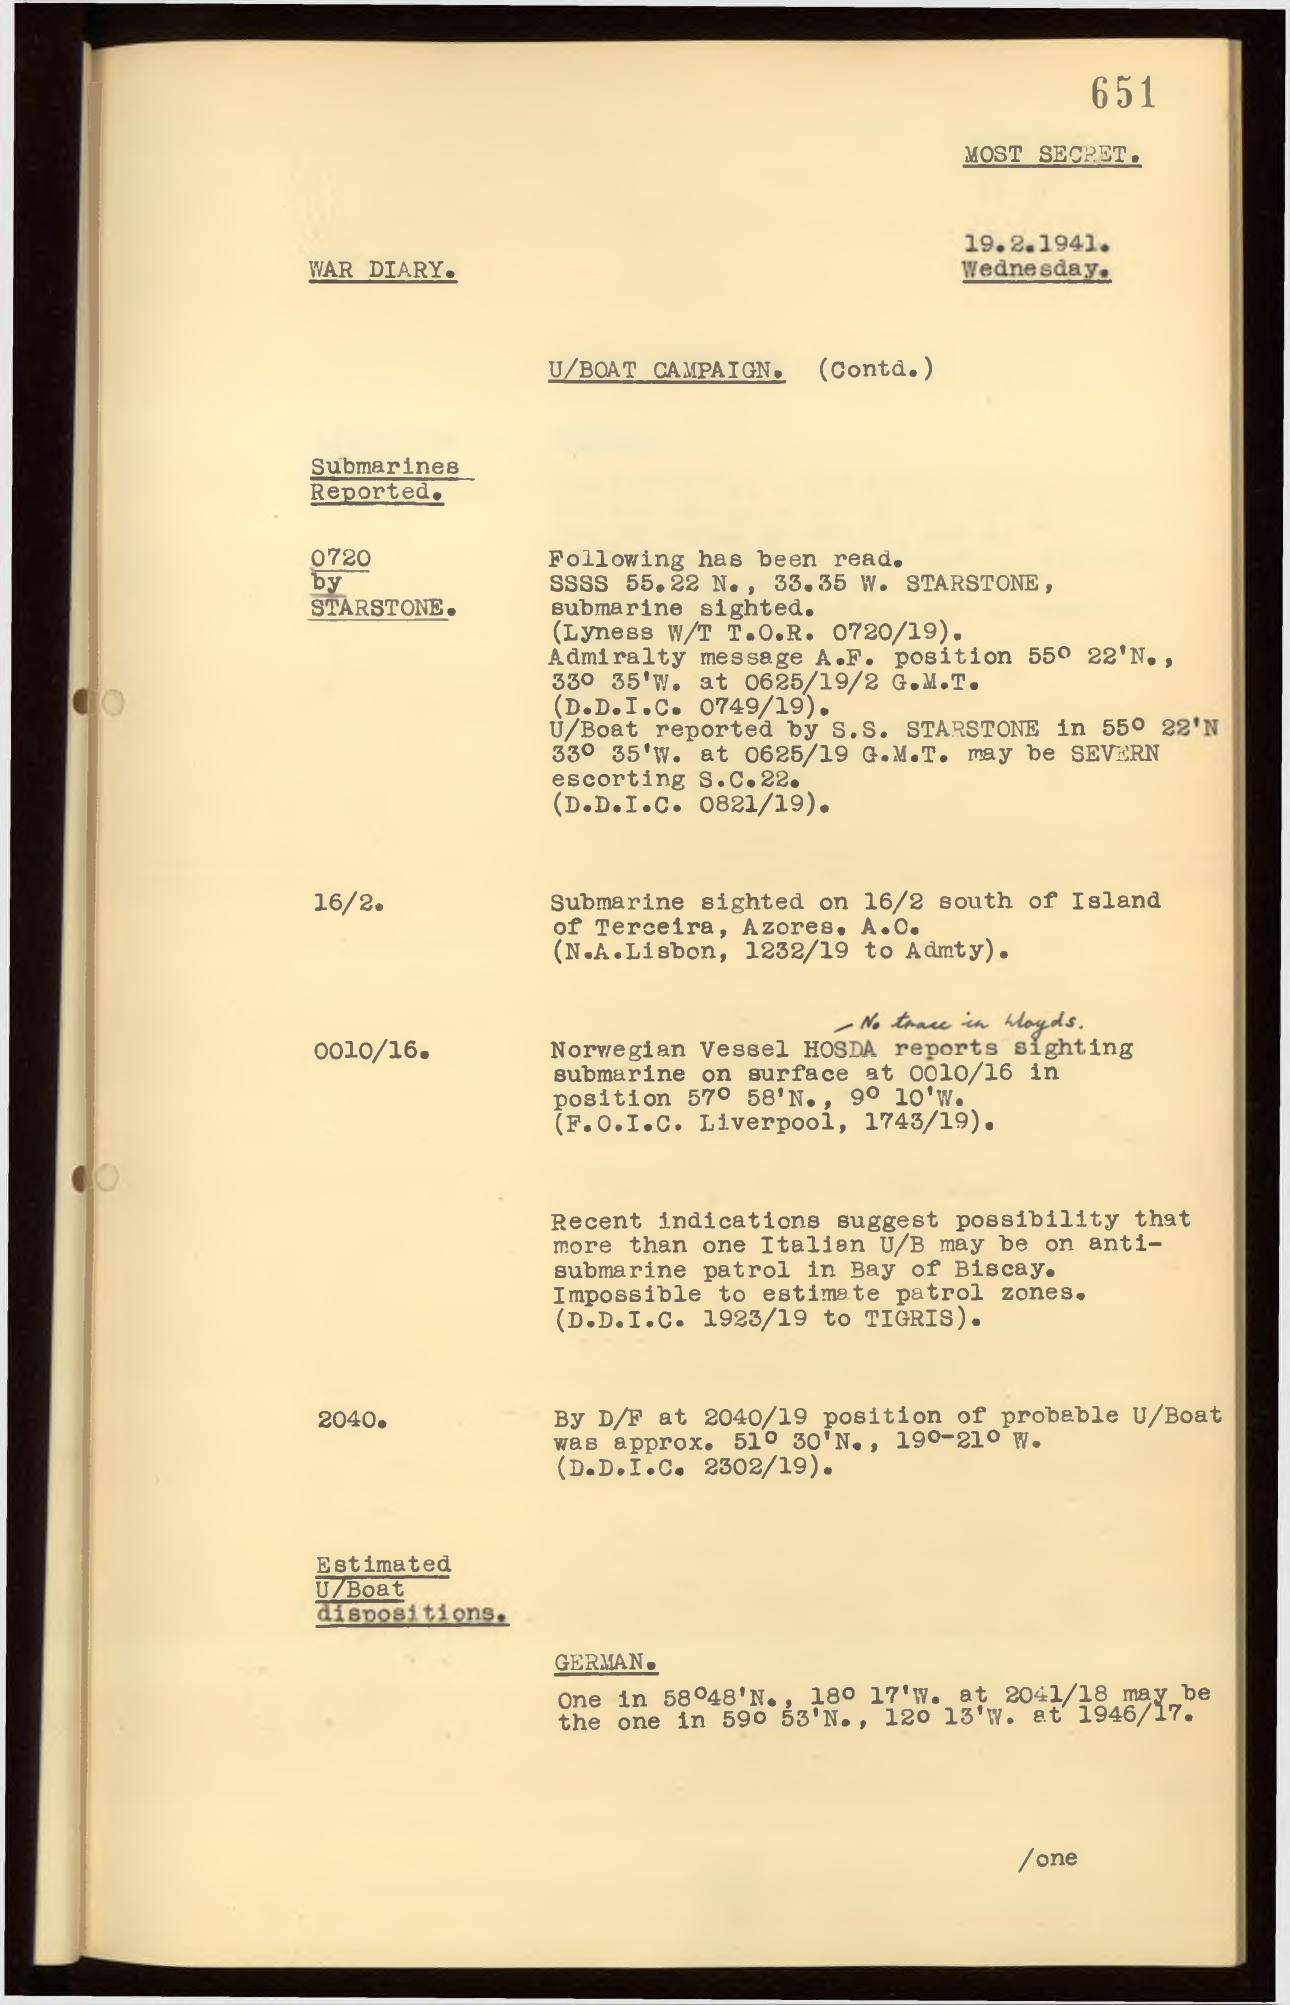 651
MOST SECRET.
19.2.1941.
WAR DIARY.
Wednesday.
U/BOAT CAMPAIGN. (Contd.)
Submarines
Reported.
0720
by
STARSTONE.
Following has been read.
SSSS 55.22 N., 33.35 W. STARSTONE,
submarine sighted.
(Lyness W/T T.O.R. 0720/19).
Admiralty message A.F. position 55° 22'N.,
33° 35'W. at 0625/19/2 G.M.T.
(D.D.I.C. 0749/19).
U/Boat reported by S.S. STARSTONE in 55° 22'N
33° 35'W. at 0625/19 G.M.T. may be SEVERN
escorting S.C.22.
(D.D.I.C. 0821/19).
16/2.
Submarine sighted on 16/2 south of Island
of Terceira, Azores. A.C.
(N.A.Lisbon, 1232/19 to Admty).
– No trace in Lloyds.
0010/16.
Norwegian Vessel HOSDA reports sighting
submarine on surface at 0010/16 in
position 57° 58'N., 9° 10'W.
(F.O.I.C. Liverpool, 1743/19).
Recent indications suggest possibility that
more than one Italian U/B may be on anti-
submarine patrol in Bay of Biscay.
Impossible to estimate patrol zones.
(D.D.I.C. 1923/19 to TIGRIS).
2040.
By D/F at 2040/19 position of probable U/Boat
was approx. 51° 30'N., 19°-21° W.
(D.D.I.C. 2302/19).
Estimated
U/Boat
dispositions.
GERMAN.
One in 58°48'N., 18° 17'W. at 2041/18 may be
the one in 59° 53'N., 12° 13'W. at 1946/17.
/one